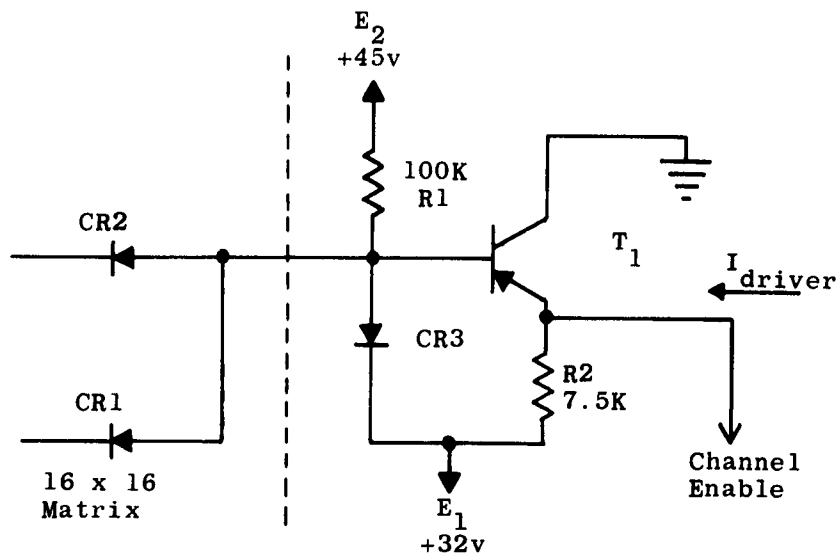 E2
+45v
100K
R1
CR2
T1
Idriver
CR3
R2
7.5K
CR1
16 x 16
Matrix
Channel
Enable
E1
+32v